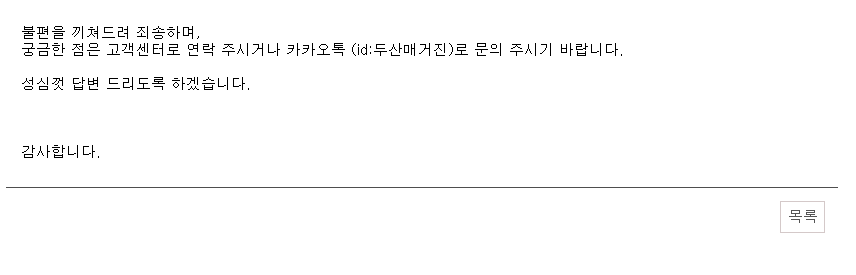 불편을 끼쳐드려 죄송하며,
궁금한 점은 고객센터로 연락 주시거나 카카오톡 (id:두산매거진)로 문의 주시기 바랍니다.
성심껏 답변 드리도록 하겠습니다.
감사합니다.
목록